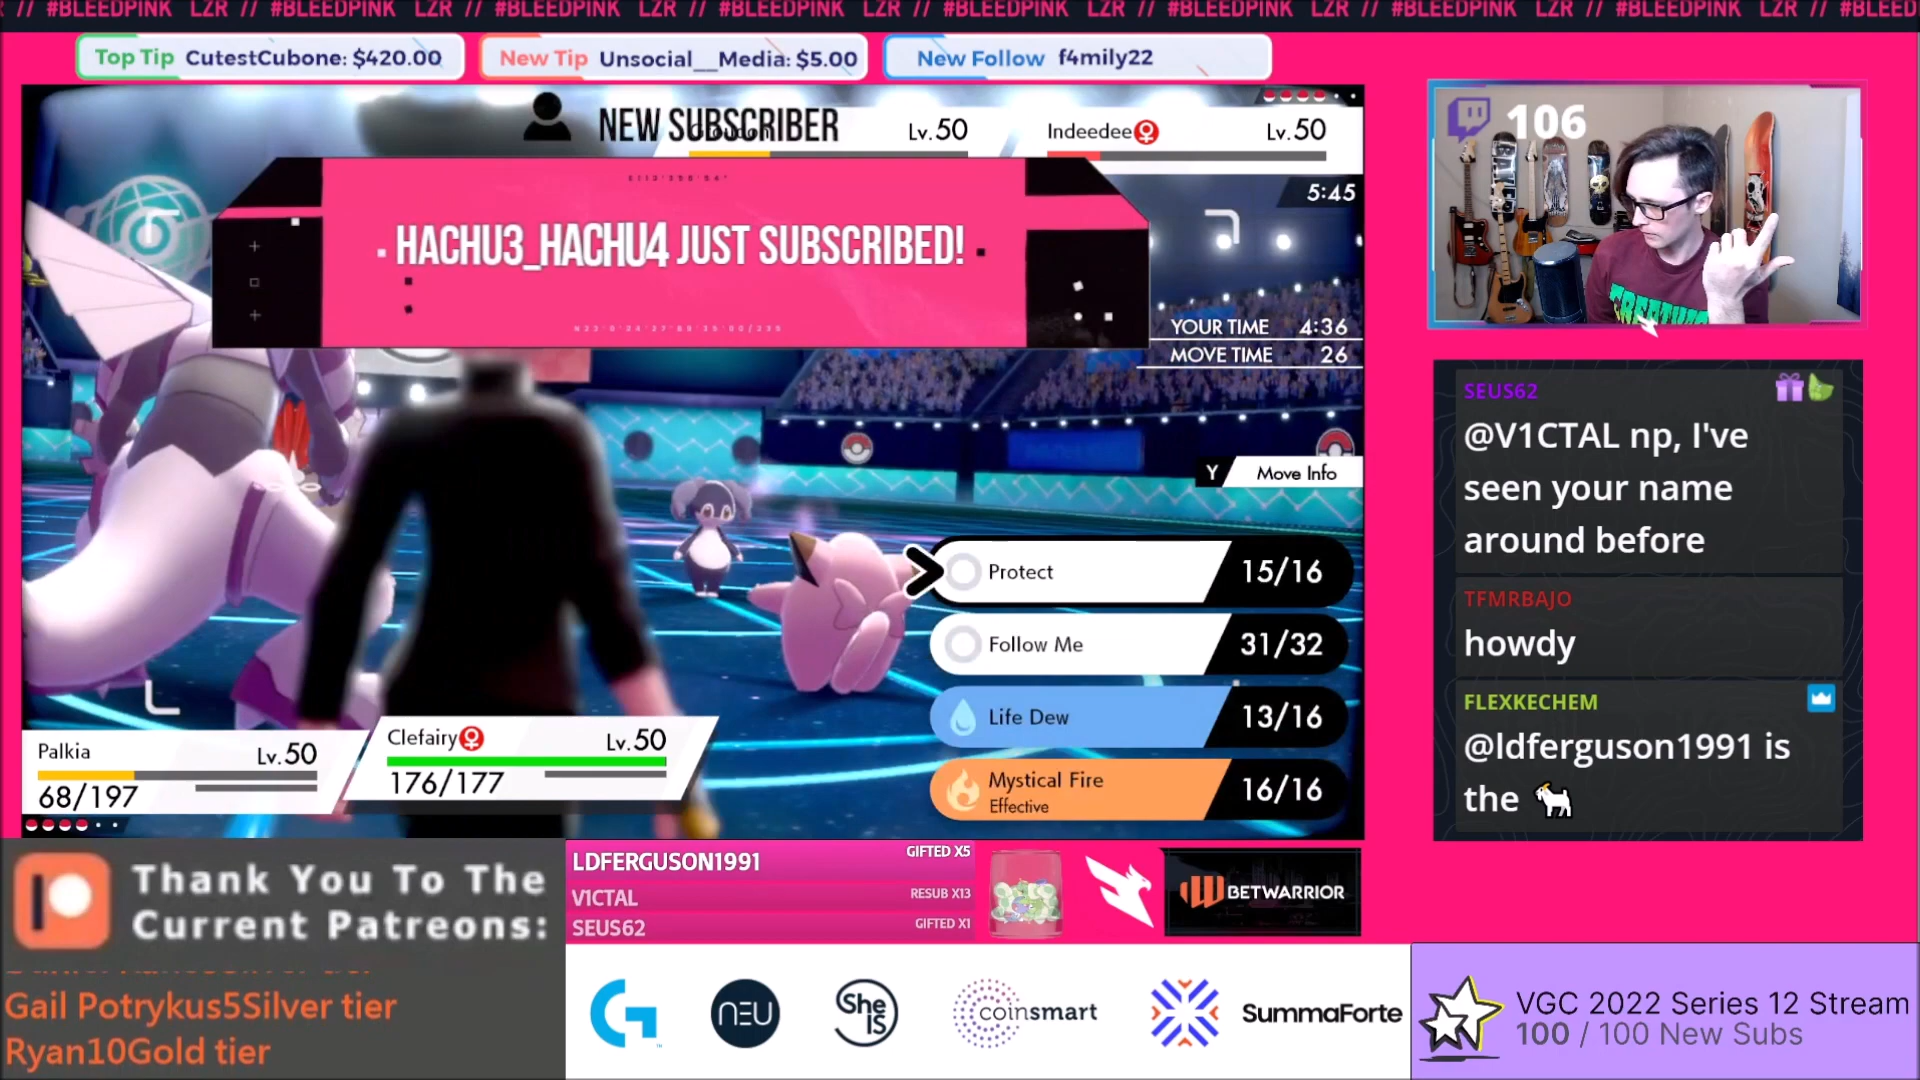 // #BLEEDPINK LZR // #BLEEDPINK LZR // #BLEEDPINK LZR // #BLEEDPINK LZR // #BLEEDPINK LZR // #BLEEDPINK LZR // #BLEEDPINK LZR // #BLEEDPINK LZR // #BLEED
Top Tip CutestCubone: $420.00
New Tip Unsocial__Media: $5.00
New Follow f4mily22
NEW SUBSCRIBER
Lv. 50
Indeedee Lv. 50
5:45
HACHU3_HACHU4 JUST SUBSCRIBED!
YOUR TIME 4:36
MOVE TIME 26
Y Move Info
Protect 15/16
Follow Me 31/32
Life Dew 13/16
Mystical Fire 16/16
Effective
Palkia Lv. 50
68/197
Clefairy Lv. 50
176/177
106
CREATURE
SEUS62
@V1CTAL np, I've
seen your name
around before
TFMRBAJO
howdy
FLEXKECHEM
@ldferguson1991 is
the
Thank You To The
Current Patreons:
Gail Potrykus5Silver tier
Ryan10Gold tier
LDFERGUSON1991 GIFTED X5
V1CTAL RESUB X13
SEUS62 GIFTED X1
BETWARRIOR
G
NEU
She
IS
coinsmart
SummaForte
VGC 2022 Series 12 Stream
100 / 100 New Subs